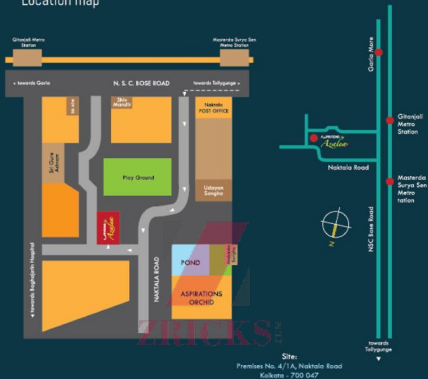 Location map
Gitanjali Metro
Station
Masterda Surya Sen
Metro Station
« towards Garia
N. S. C. BOSE ROAD
towards Tollygunge »
Shiv
Mandir
Naktala
POST OFFICE
Sri Guru
Ashram
Play Ground
Udayan
Sangha
Azalea
towards Baghajatin Hospital
NAKTALA ROAD
POND
ASPIRATIONS
ORCHID
ZRICKS
Garia More
Gitanjali
Metro
Station
Azalea
Naktala Road
Masterda
Surya Sen
Metro
tation
NSC Bose Road
N
towards
Tollygunge
Site:
Premises No. 4/1A, Naktala Road
Kolkata - 700 047